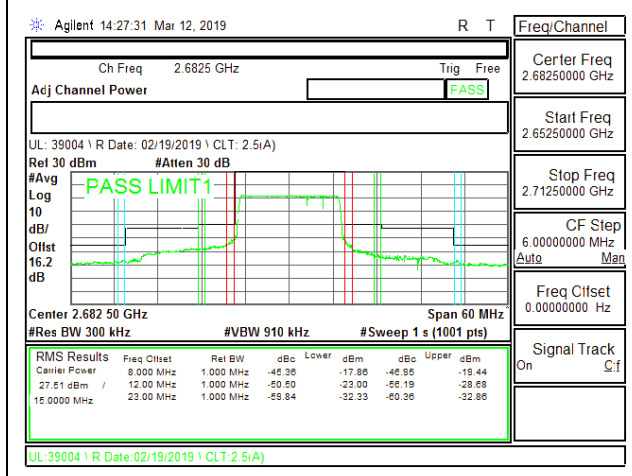 Agilent 14:27:31 Mar 12, 2019 R T
Freq/Channel
Ch Freq 2.6825 GHz Trig Free
Adj Channel Power PASS
UL: 39004 \ R Date: 02/19/2019 \ CLT: 2.5(A)
Ref 30 dBm #Atten 30 dB
#Avg
Log
10
dB/
Offst
16.2
dB
PASS LIMIT1
Center 2.682 50 GHz Span 60 MHz
#Res BW 300 kHz #VBW 910 kHz #Sweep 1 s (1001 pts)
RMS Results Freq Offset Ref BW dBc Lower dBm dBc Upper dBm
Carrier Power 8.000 MHz 1.000 MHz -45.36 -17.86 -46.95 -19.44
27.51 dBm / 12.00 MHz 1.000 MHz -50.50 -23.00 -56.19 -28.68
15.0000 MHz 23.00 MHz 1.000 MHz -59.84 -32.33 -60.36 -32.86
UL:39004 \ R Date:02/19/2019 \ CLT:2.5(A)
Center Freq
2.68250000 GHz
Start Freq
2.65250000 GHz
Stop Freq
2.71250000 GHz
CF Step
6.00000000 MHz
Auto Man
Freq Offset
0.00000000 Hz
Signal Track
On Off